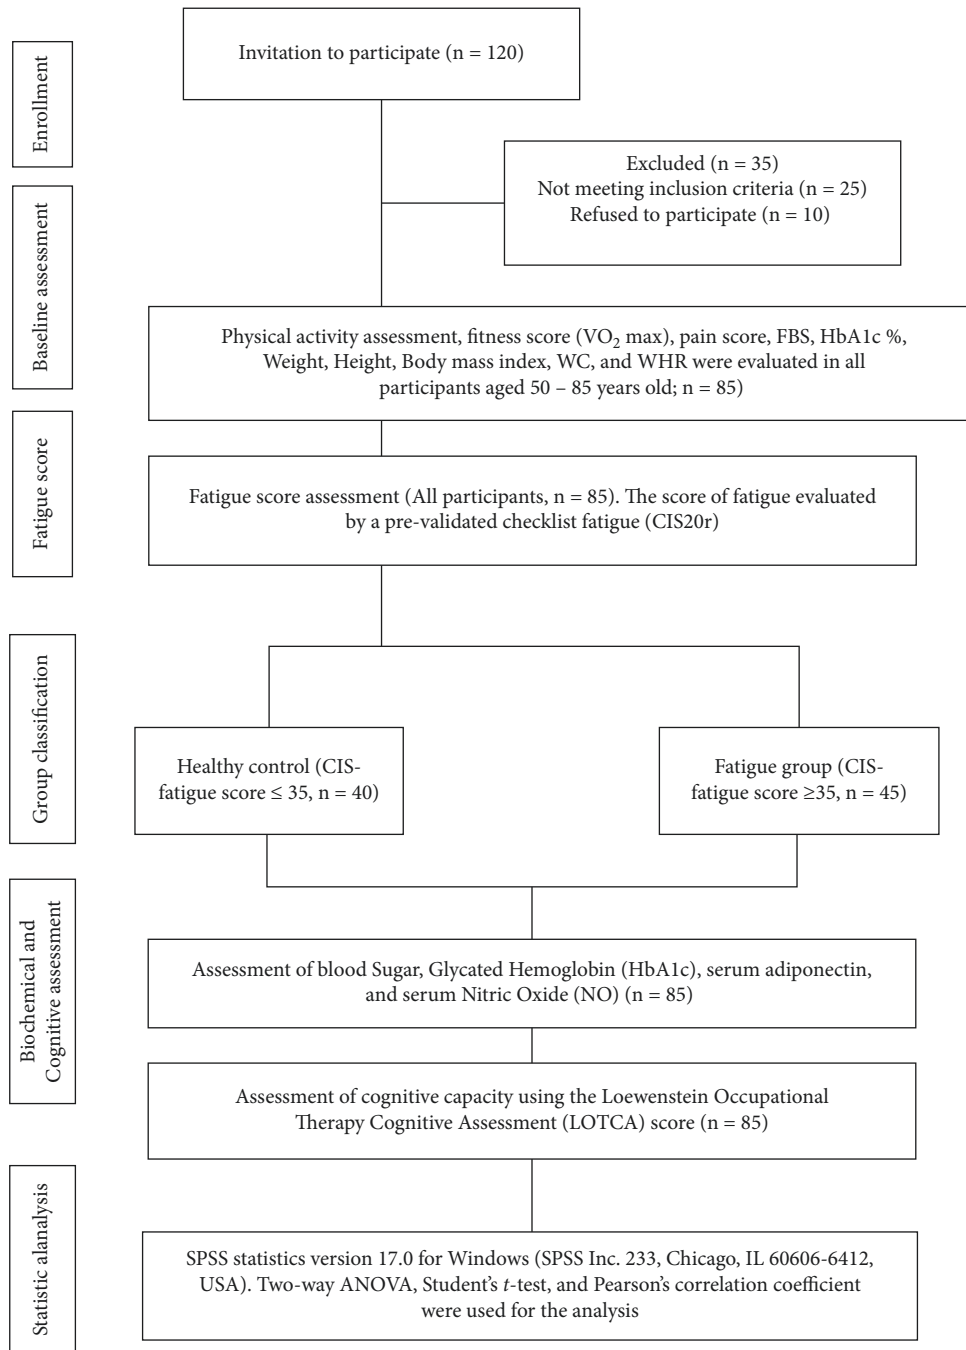 Enrollment
Invitation to participate (n = 120)
Excluded (n = 35)
Not meeting inclusion criteria (n = 25)
Refused to participate (n = 10)
Baseline assessment
Physical activity assessment, fitness score (VO₂ max), pain score, FBS, HbA1c %,
Weight, Height, Body mass index, WC, and WHR were evaluated in all
participants aged 50 – 85 years old; n = 85)
Fatigue score
Fatigue score assessment (All participants, n = 85). The score of fatigue evaluated
by a pre-validated checklist fatigue (CIS20r)
Group classification
Healthy control (CIS-
fatigue score ≤ 35, n = 40)
Fatigue group (CIS-
fatigue score ≥35, n = 45)
Biochemical and
Cognitive assessment
Assessment of blood Sugar, Glycated Hemoglobin (HbA1c), serum adiponectin,
and serum Nitric Oxide (NO) (n = 85)
Assessment of cognitive capacity using the Loewenstein Occupational
Therapy Cognitive Assessment (LOTCA) score (n = 85)
Statistic alanalysis
SPSS statistics version 17.0 for Windows (SPSS Inc. 233, Chicago, IL 60606-6412,
USA). Two-way ANOVA, Student's t-test, and Pearson's correlation coefficient
were used for the analysis